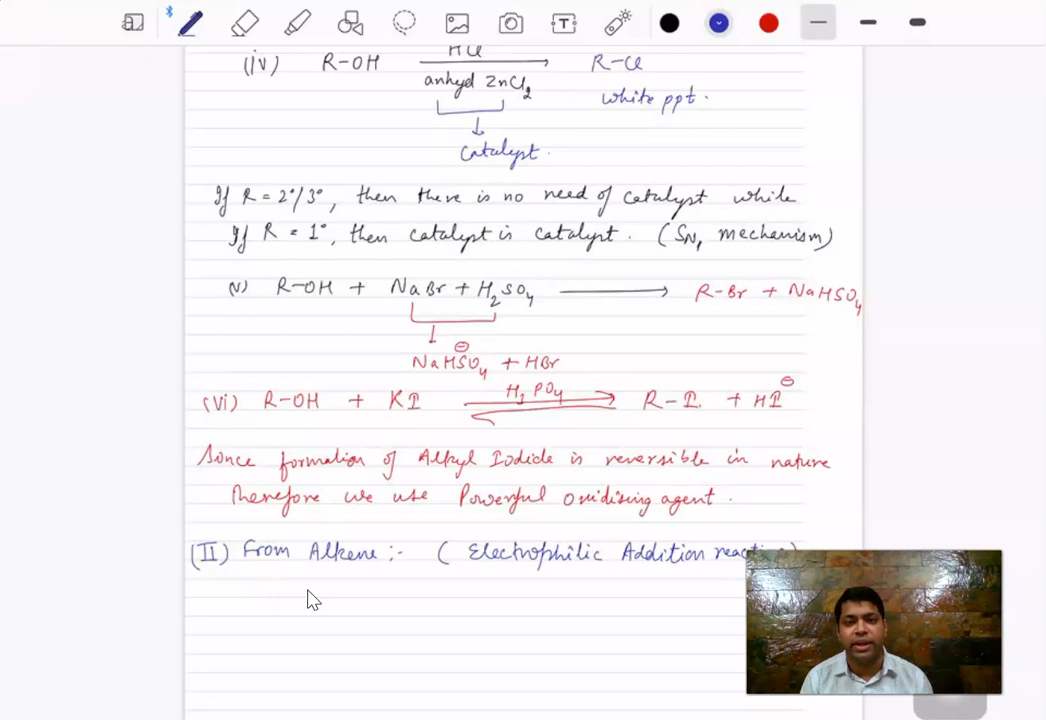 (iv) R-OH HCl R-Cl
anhyd ZnCl2 white ppt.
Catalyst.
If R = 2°/3°, then there is no need of catalyst while
If R = 1°, then catalyst is catalyst. (SN1 mechanism)
(v) R-OH + NaBr + H2SO4 R-Br + NaHSO4
NaHSO4 ⊖ + HBr
(vi) R-OH + KI H3PO4 R-I. + HI ⊖
Since formation of Alkyl Iodide is reversible in nature
therefore we use Powerful oxidising agent.
(II) From Alkene :- ( Electrophilic Addition reaction)
T